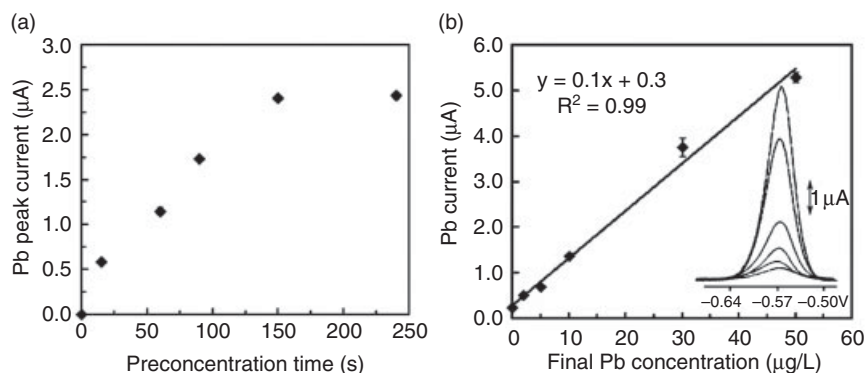 (a)
3.0
2.5
2.0
1.5
1.0
0.5
0.0
0
50
100
150
200
250
Pb peak current (μA)
Preconcentration time (s)
(b)
6.0
5.0
4.0
3.0
2.0
1.0
0.0
0
10
20
30
40
50
60
Pb current (μA)
Final Pb concentration (μg/L)
y = 0.1x + 0.3
R² = 0.99
1 μA
−0.64
−0.57
−0.50V